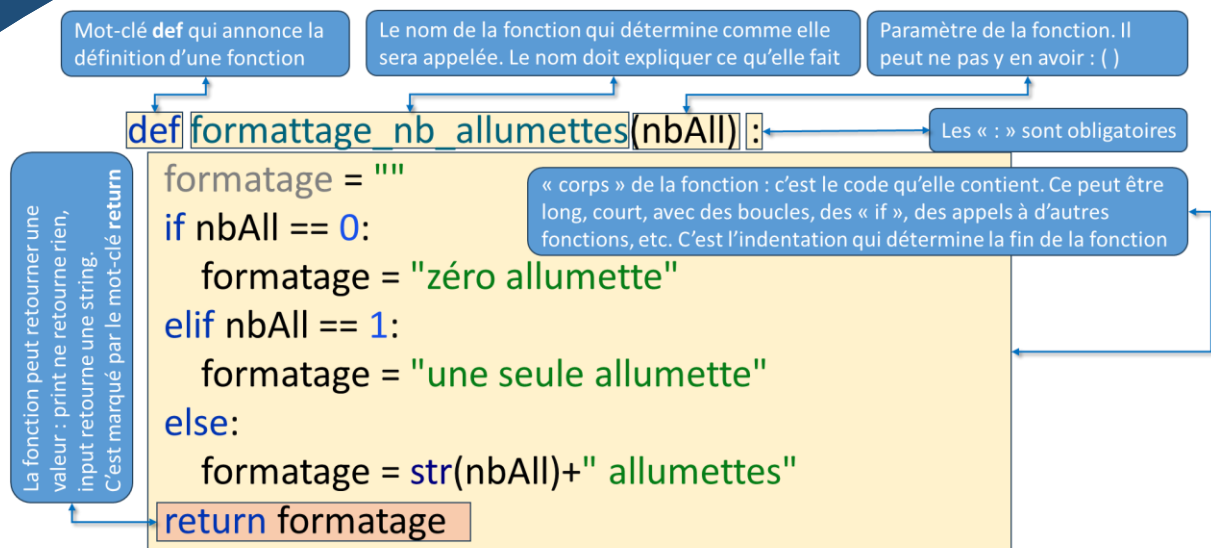 Mot-clé def qui annonce la
définition d'une fonction
Le nom de la fonction qui détermine comme elle
sera appelée. Le nom doit expliquer ce qu'elle fait
Paramètre de la fonction. Il
peut ne pas y en avoir : ( )
def formattage_nb_allumettes(nbAll) :
Les « : » sont obligatoires
formatage = ""
« corps » de la fonction : c'est le code qu'elle contient. Ce peut être
long, court, avec des boucles, des « if », des appels à d'autres
fonctions, etc. C'est l'indentation qui détermine la fin de la fonction
if nbAll == 0:
formatage = "zéro allumette"
elif nbAll == 1:
formatage = "une seule allumette"
else:
formatage = str(nbAll)+" allumettes"
return formatage
La fonction peut retourner une
valeur : print ne retourne rien,
input retourne une string.
C'est marqué par le mot-clé return